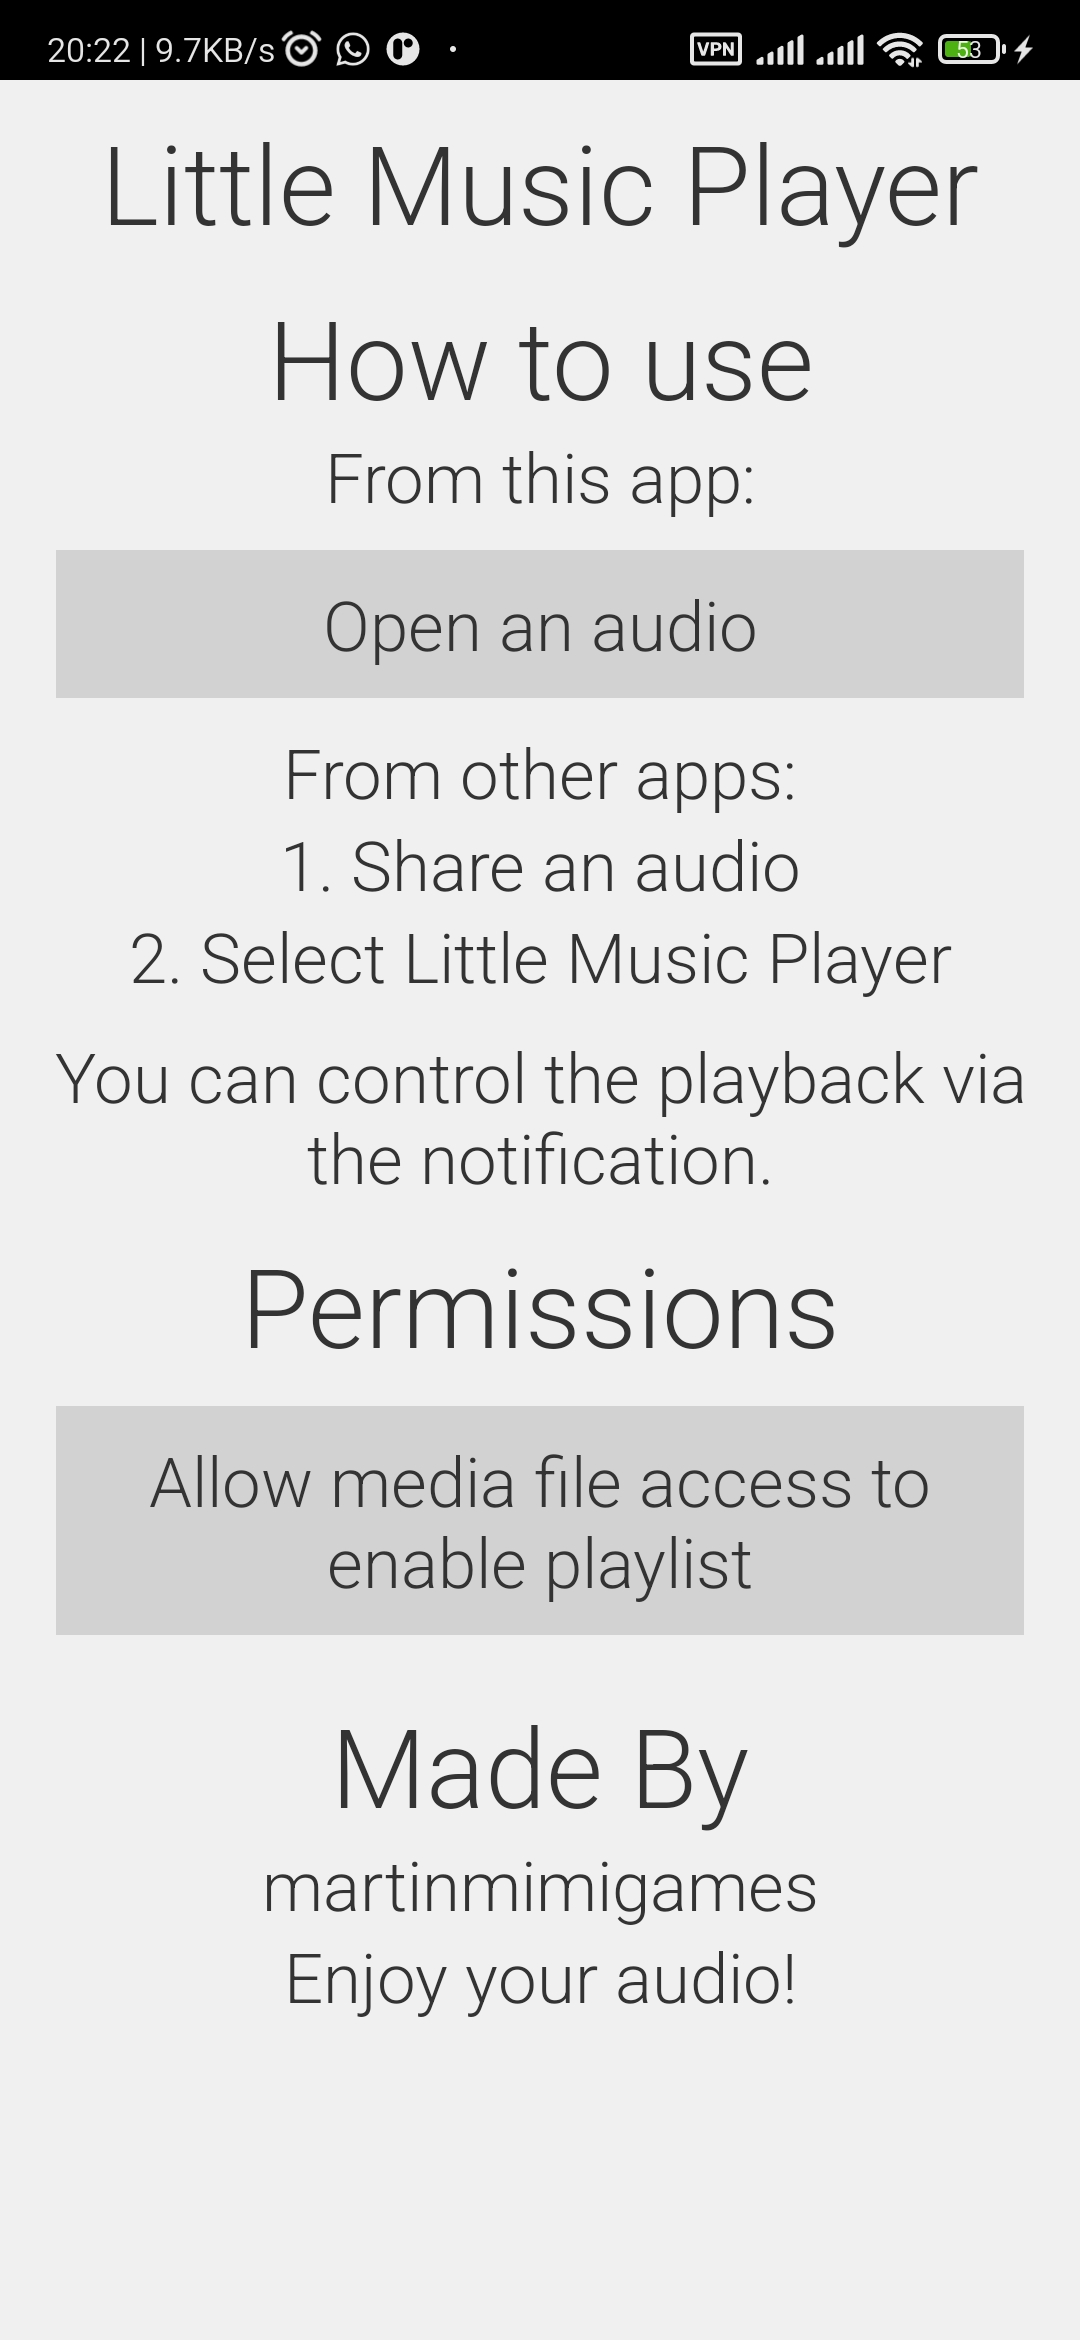 20:22 | 9.7KB/s VPN 53
Little Music Player
How to use
From this app:
Open an audio
From other apps:
1. Share an audio
2. Select Little Music Player
You can control the playback via
the notification.
Permissions
Allow media file access to
enable playlist
Made By
martinmimigames
Enjoy your audio!